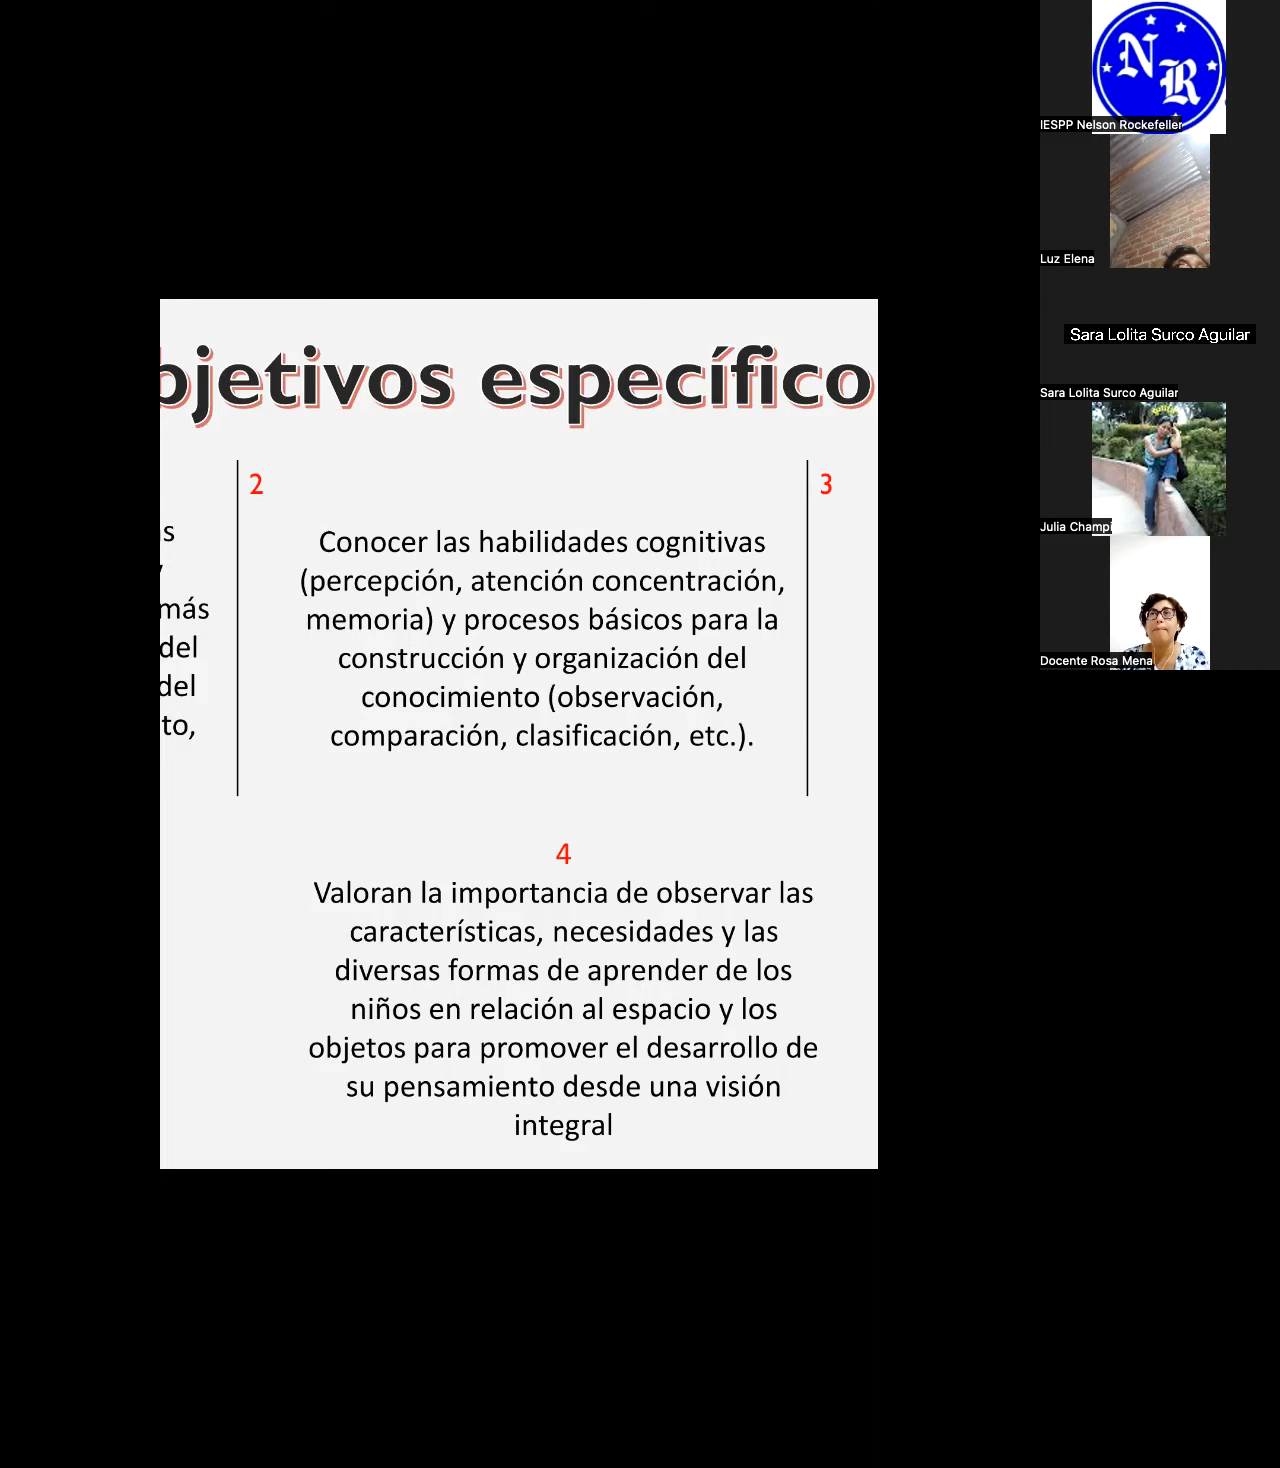 bjetivos específico
s
más
del
del
to,
2
Conocer las habilidades cognitivas
(percepción, atención concentración,
memoria) y procesos básicos para la
construcción y organización del
conocimiento (observación,
comparación, clasificación, etc.).
3
4
Valoran la importancia de observar las
características, necesidades y las
diversas formas de aprender de los
niños en relación al espacio y los
objetos para promover el desarrollo de
su pensamiento desde una visión
integral
N R
IESPP Nelson Rockefeller
Luz Elena
Sara Lolita Surco Aguilar
Sara Lolita Surco Aguilar
Julia Champi
Docente Rosa Mena